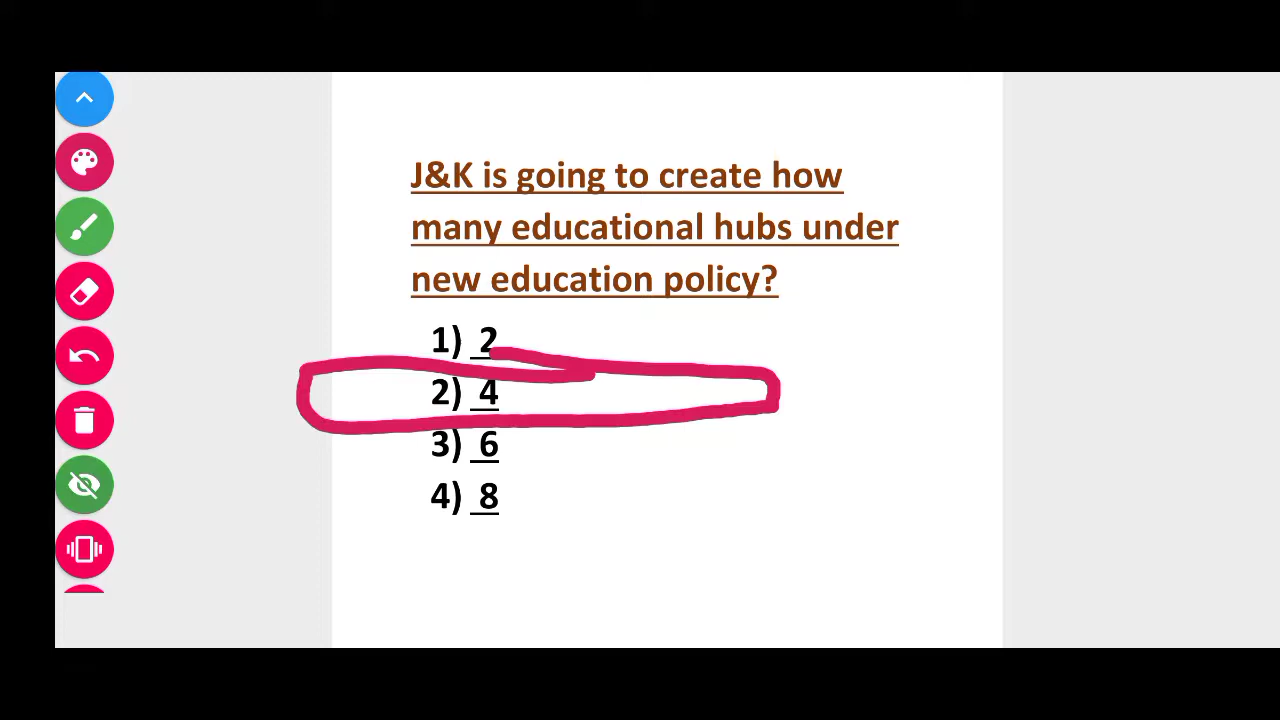 J&K is going to create how
many educational hubs under
new education policy?
1) 2
2) 4
3) 6
4) 8